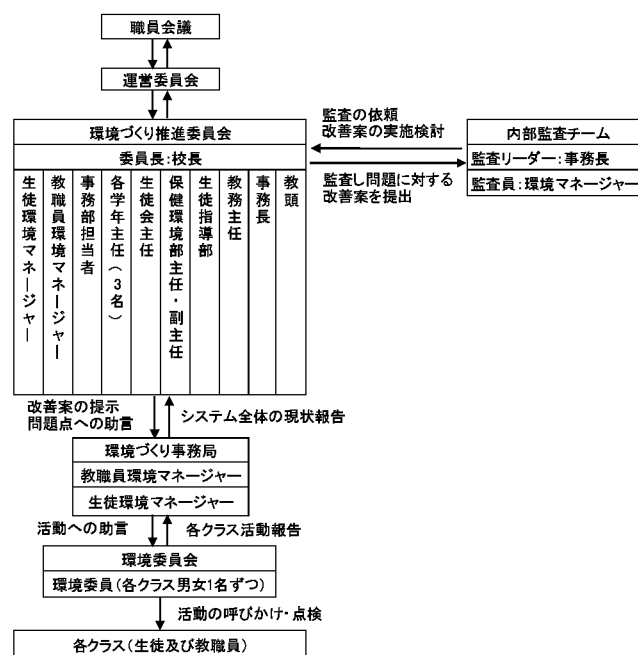 職員会議
運営委員会
環境づくり推進委員会
委員長:校長
生徒環境マネージャー
教職員環境マネージャー
事務部担当者
各学年主任(3名)
生徒会主任
保健環境部主任・副主任
生徒指導部
教務主任
事務長
教頭
監査の依頼
改善案の実施検討
監査し問題に対する
改善案を提出
内部監査チーム
監査リーダー:事務長
監査員:環境マネージャー
改善案の提示
問題点への助言
システム全体の現状報告
環境づくり事務局
教職員環境マネージャー
生徒環境マネージャー
活動への助言
各クラス活動報告
環境委員会
環境委員(各クラス男女1名ずつ)
活動の呼びかけ・点検
各クラス(生徒及び教職員)